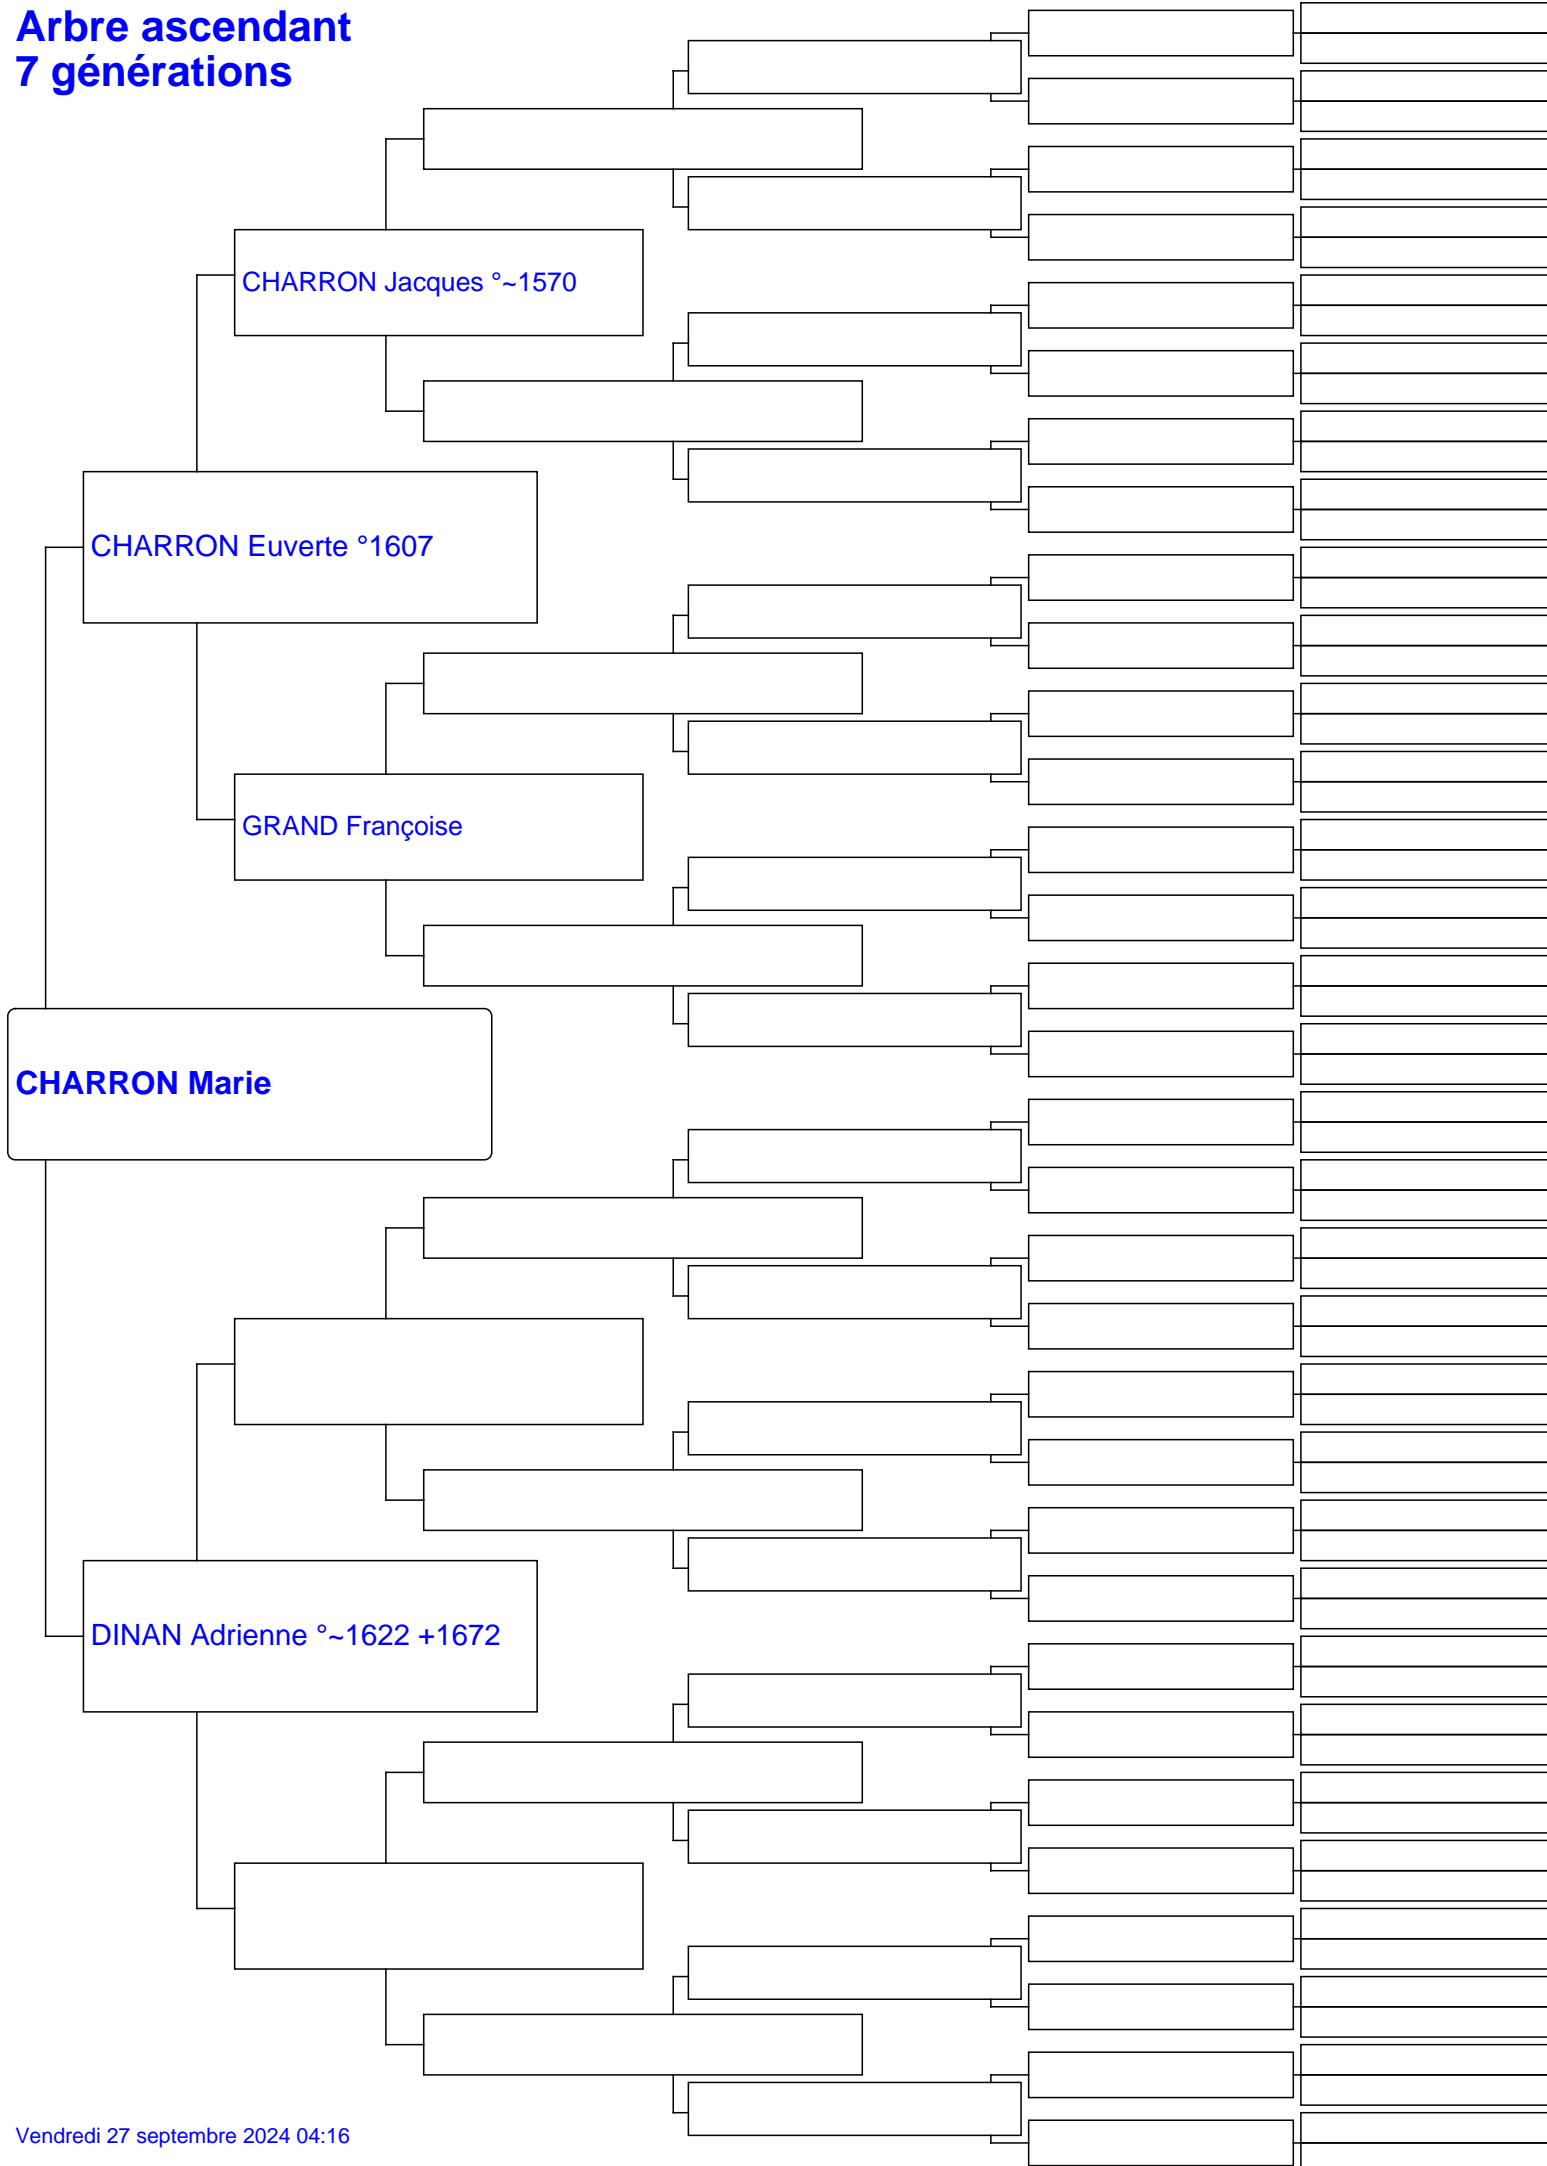 Arbre ascendant
7 générations
CHARRON Jacques °~1570
CHARRON Euverte °1607
GRAND Françoise
CHARRON Marie
DINAN Adrienne °~1622 +1672
Vendredi 27 septembre 2024 04:16